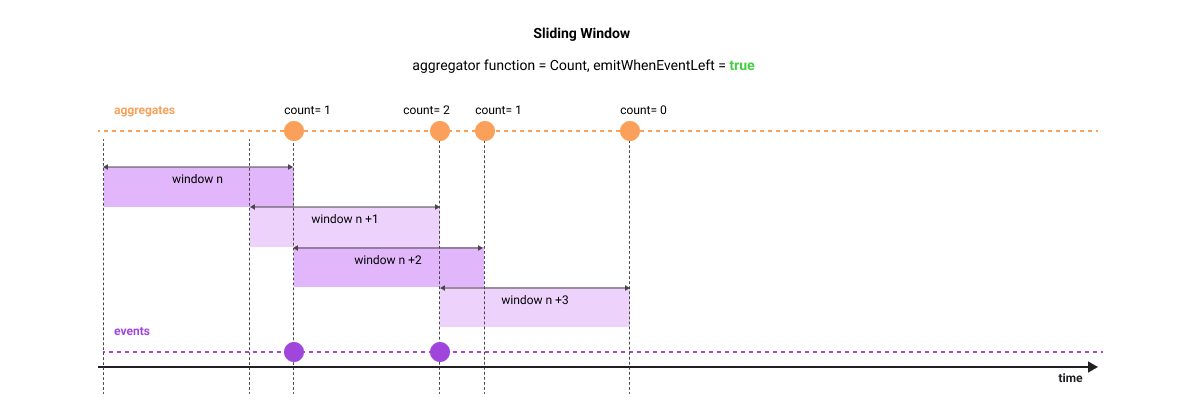 Sliding Window
aggregator function = Count, emitWhenEventLeft = true
aggregates
count= 1
count= 2
count= 1
count= 0
window n
window n +1
window n +2
window n +3
events
time